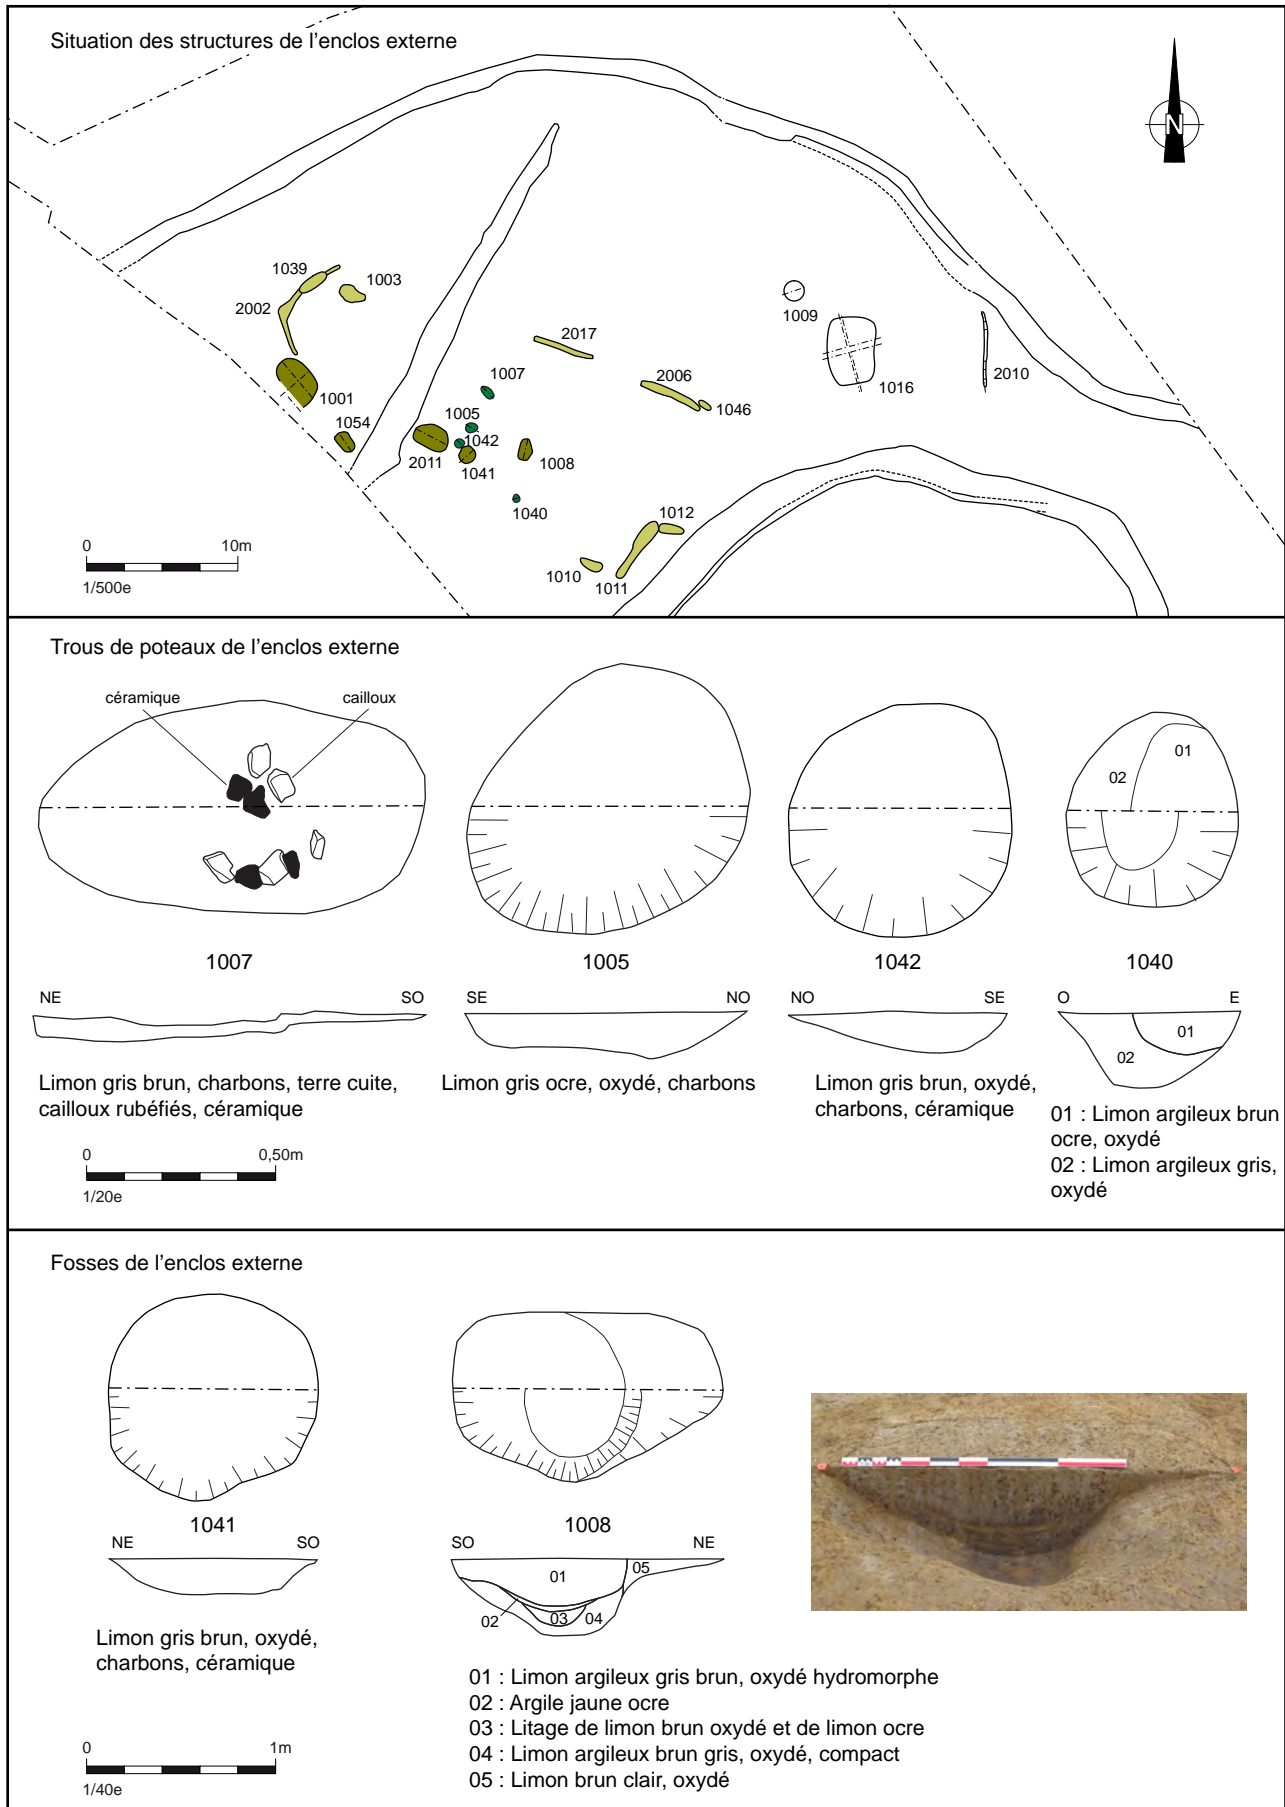 Situation des structures de l'enclos externe
N
1039
1003
2002
1009
2017
1007
2006
1016
2010
1001
1046
1005
1054
1042
2011
1041
1008
1040
1012
0 10m
1010
1011
1/500e
Trous de poteaux de l'enclos externe
céramique
cailloux
01
02
1007
1005
1042
1040
NE SO
SE NO
NO SE
O E
01
02
Limon gris brun, charbons, terre cuite,
cailloux rubéfiés, céramique
Limon gris ocre, oxydé, charbons
Limon gris brun, oxydé,
charbons, céramique
01 : Limon argileux brun
ocre, oxydé
02 : Limon argileux gris,
oxydé
0 0,50m
1/20e
Fosses de l'enclos externe
1041
1008
NE SO
SO NE
01
05
02
03
04
Limon gris brun, oxydé,
charbons, céramique
01 : Limon argileux gris brun, oxydé hydromorphe
02 : Argile jaune ocre
03 : Litage de limon brun oxydé et de limon ocre
04 : Limon argileux brun gris, oxydé, compact
05 : Limon brun clair, oxydé
0 1m
1/40e